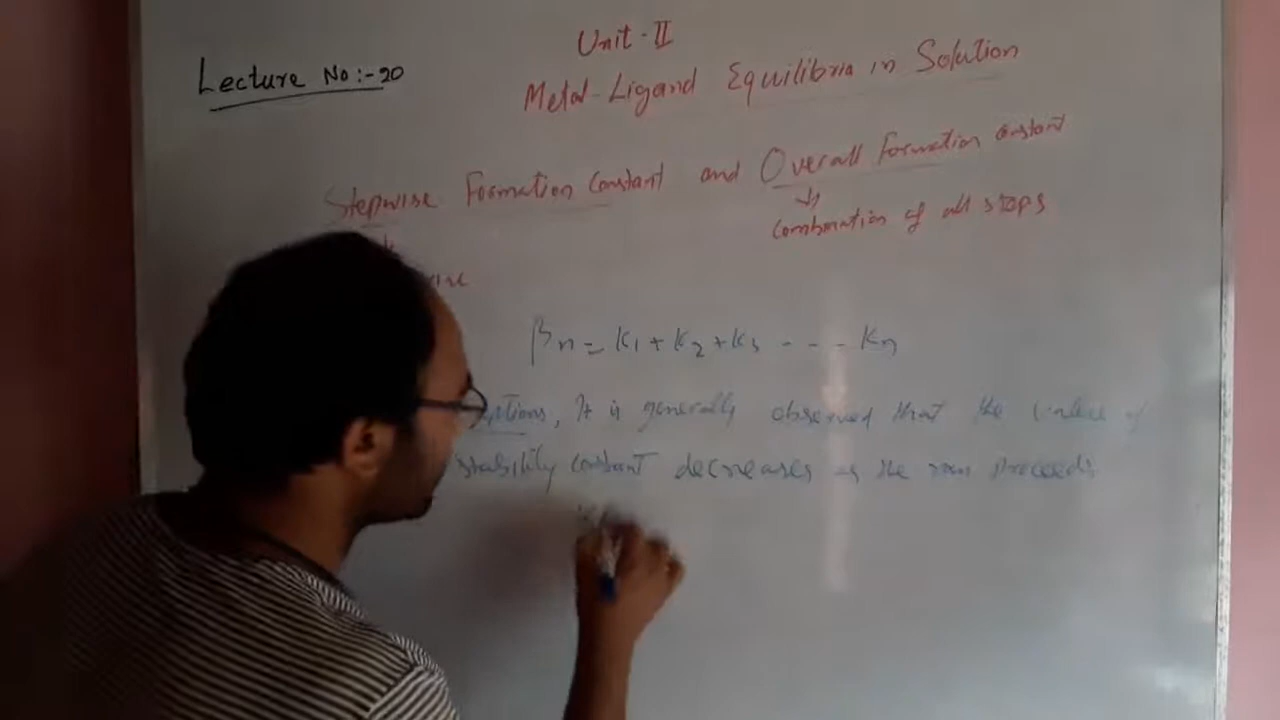 Unit-II
Lecture No:-20
Metal-Ligand Equilibria in Solution
Stepwise Formation Constant and Overall Formation constant
Combination of all steps
βn = K1 + K2 + K3 - - - Kn
It is generally observed that the values of
stability constant decreases as the rxn proceeds